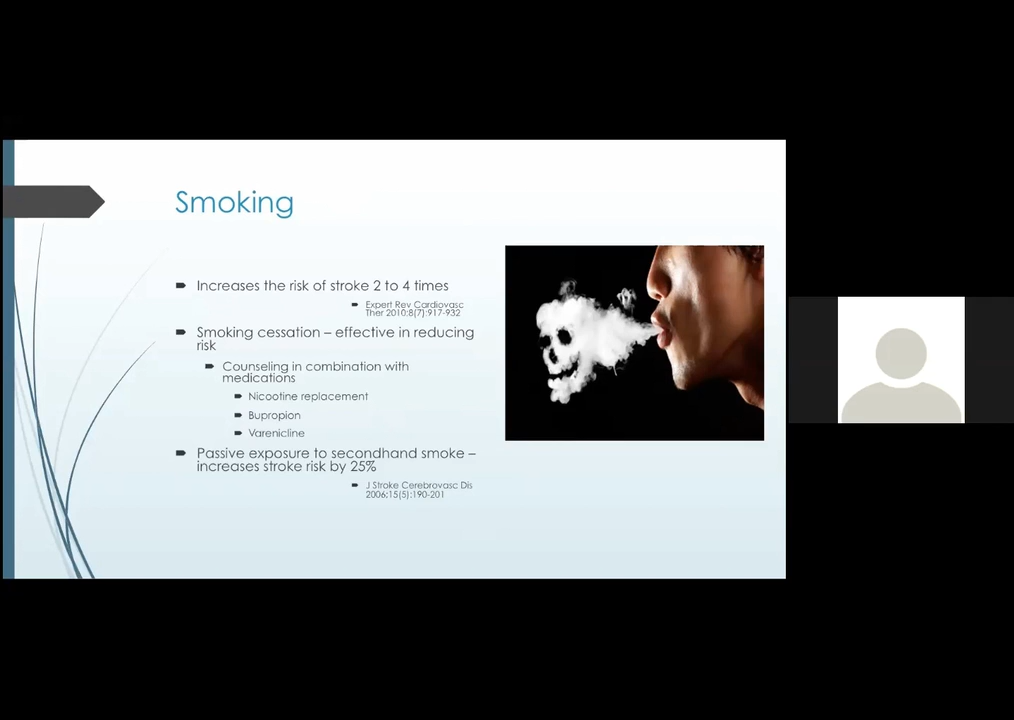 Smoking
Increases the risk of stroke 2 to 4 times
Expert Rev Cardiovasc
Ther 2010;8(7):917-932
Smoking cessation – effective in reducing
risk
Counseling in combination with
medications
Nicootine replacement
Bupropion
Varenicline
Passive exposure to secondhand smoke –
increases stroke risk by 25%
J Stroke Cerebrovasc Dis
2006;15(5):190-201